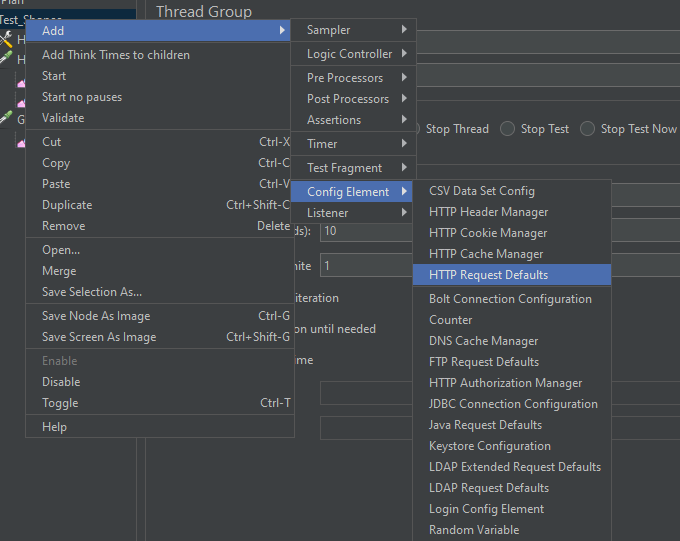 Plan
Thread Group
Test_Shapes
Add
Add Think Times to children
Start
Start no pauses
Validate
Cut Ctrl-X
Copy Ctrl-C
Paste Ctrl-V
Duplicate Ctrl+Shift-C
Remove Delete
Open...
Merge
Save Selection As...
Save Node As Image Ctrl-G
Save Screen As Image Ctrl+Shift-G
Enable
Disable
Toggle Ctrl-T
Help
H
H
G
Sampler
Logic Controller
Pre Processors
Post Processors
Assertions
Timer
Test Fragment
Config Element
Listener
Stop Thread Stop Test Stop Test Now
ds): 10
nite 1
iteration
on until needed
ime
CSV Data Set Config
HTTP Header Manager
HTTP Cookie Manager
HTTP Cache Manager
HTTP Request Defaults
Bolt Connection Configuration
Counter
DNS Cache Manager
FTP Request Defaults
HTTP Authorization Manager
JDBC Connection Configuration
Java Request Defaults
Keystore Configuration
LDAP Extended Request Defaults
LDAP Request Defaults
Login Config Element
Random Variable